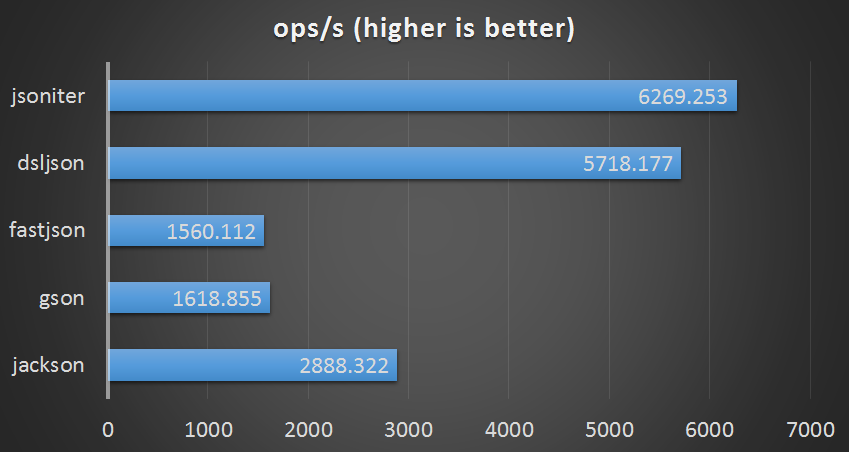 ops/s (higher is better)
jsoniter 6269.253
dsljson 5718.177
fastjson 1560.112
gson 1618.855
jackson 2888.322
0 1000 2000 3000 4000 5000 6000 7000